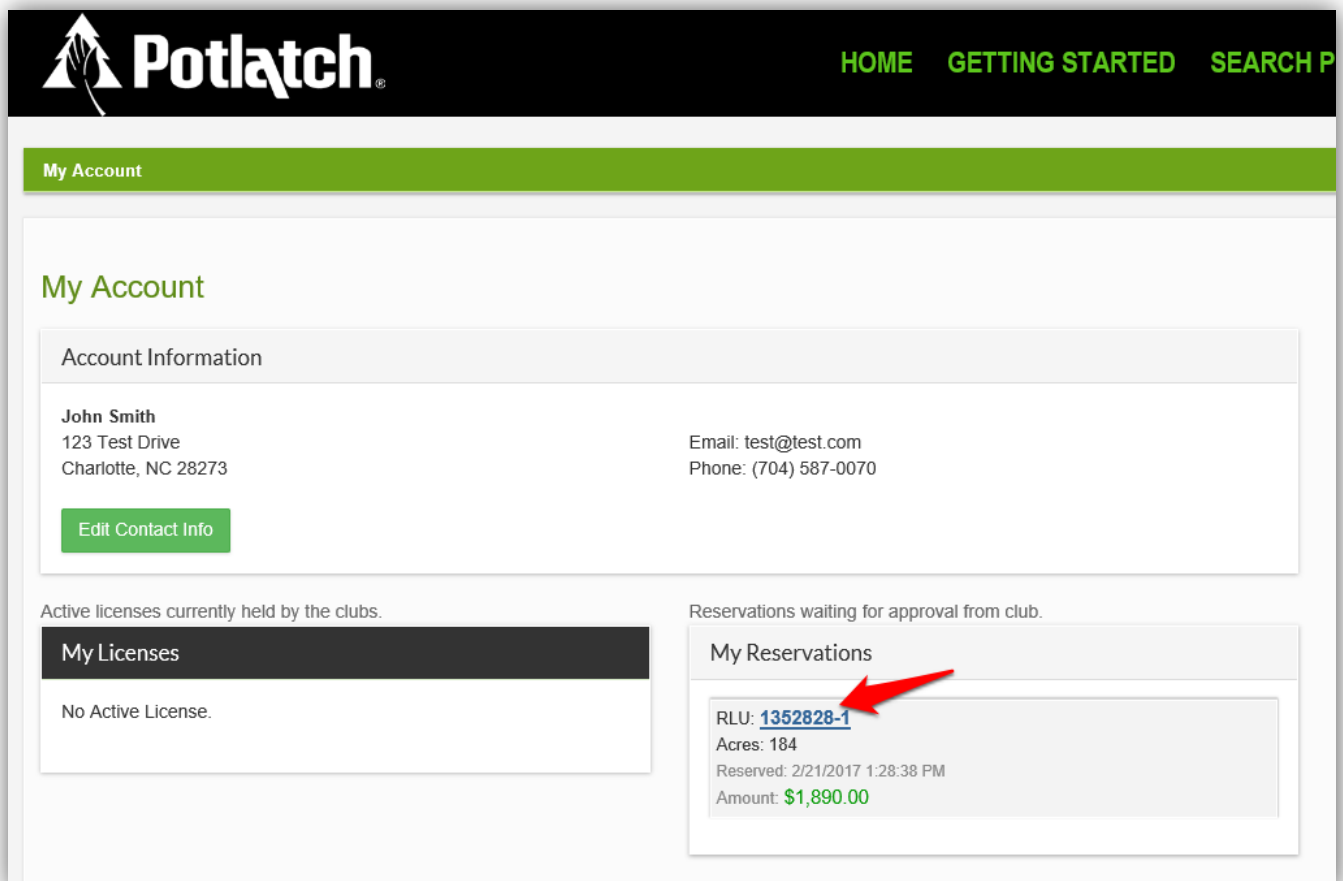 Potlatch®
HOME GETTING STARTED SEARCH P
My Account
My Account
Account Information
John Smith
123 Test Drive
Charlotte, NC 28273
Email: test@test.com
Phone: (704) 587-0070
Edit Contact Info
Active licenses currently held by the clubs.
My Licenses
No Active License.
Reservations waiting for approval from club.
My Reservations
RLU: 1352828-1
Acres: 184
Reserved: 2/21/2017 1:28:38 PM
Amount: $1,890.00